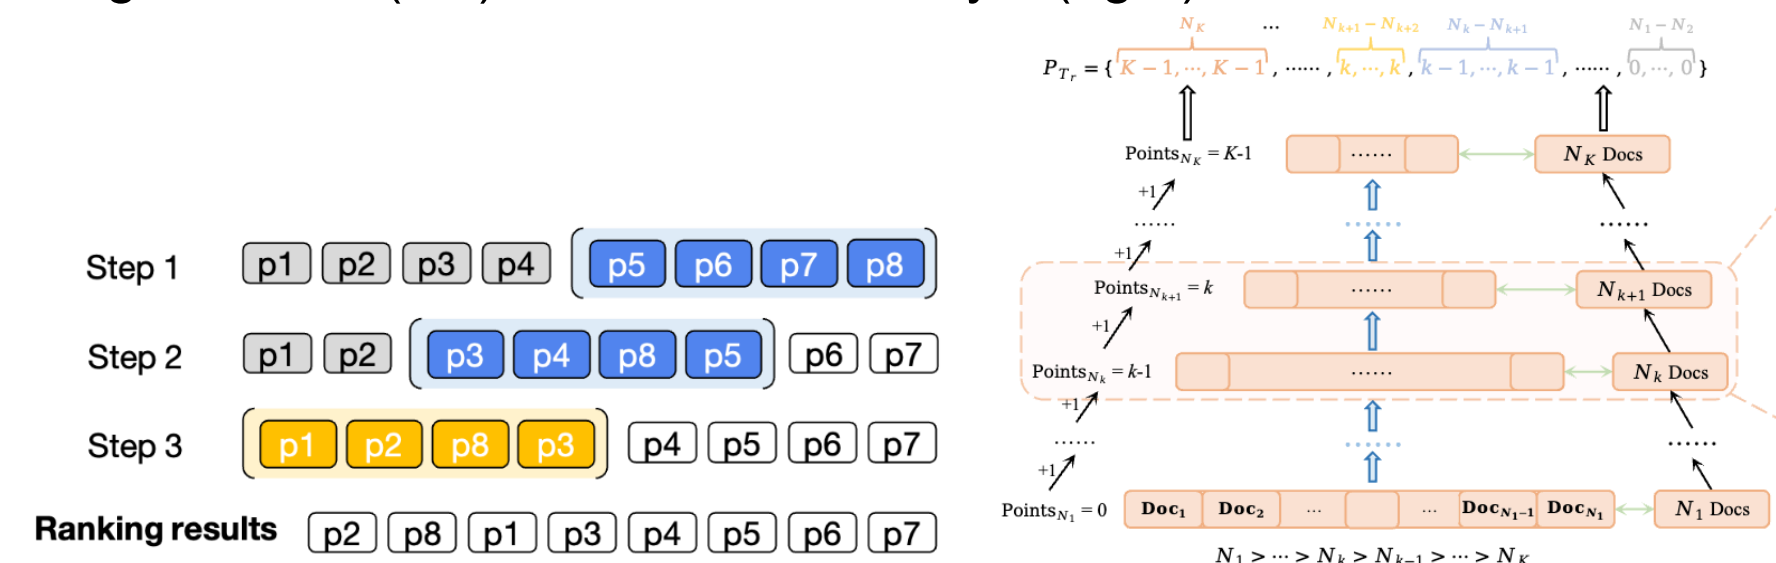 Step 1 p1 p2 p3 p4 p5 p6 p7 p8
Step 2 p1 p2 p3 p4 p8 p5 p6 p7
Step 3 p1 p2 p8 p3 p4 p5 p6 p7
Ranking results p2 p8 p1 p3 p4 p5 p6 p7
N_K ... N_{k+1} − N_{k+2} N_k − N_{k+1} N_1 − N_2
P_{T_r} = { K − 1, ···, K − 1 , ······ , k, ···, k , k − 1, ···, k − 1 , ······ , 0, ···, 0 }
Points_{N_K} = K-1 ...... N_K Docs
+1
...... ...... ......
+1
Points_{N_{k+1}} = k ...... N_{k+1} Docs
+1
Points_{N_k} = k-1 ...... N_k Docs
+1
...... ...... ......
+1
Points_{N_1} = 0 Doc_1 Doc_2 ... ... Doc_{N_1−1} Doc_{N_1} N_1 Docs
N_1 > ··· > N_k > N_{k−1} > ··· > N_K